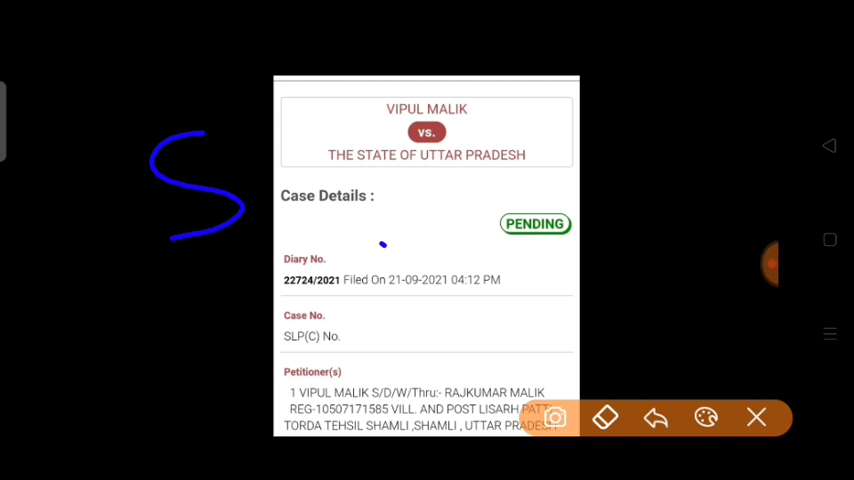 VIPUL MALIK
vs.
THE STATE OF UTTAR PRADESH
S
Case Details :
PENDING
Diary No.
22724/2021 Filed On 21-09-2021 04:12 PM
Case No.
SLP(C) No.
Petitioner(s)
1 VIPUL MALIK S/D/W/Thru:- RAJKUMAR MALIK
REG-10507171585 VILL. AND POST LISARH PATTI
TORDA TEHSIL SHAMLI ,SHAMLI , UTTAR PRADESH